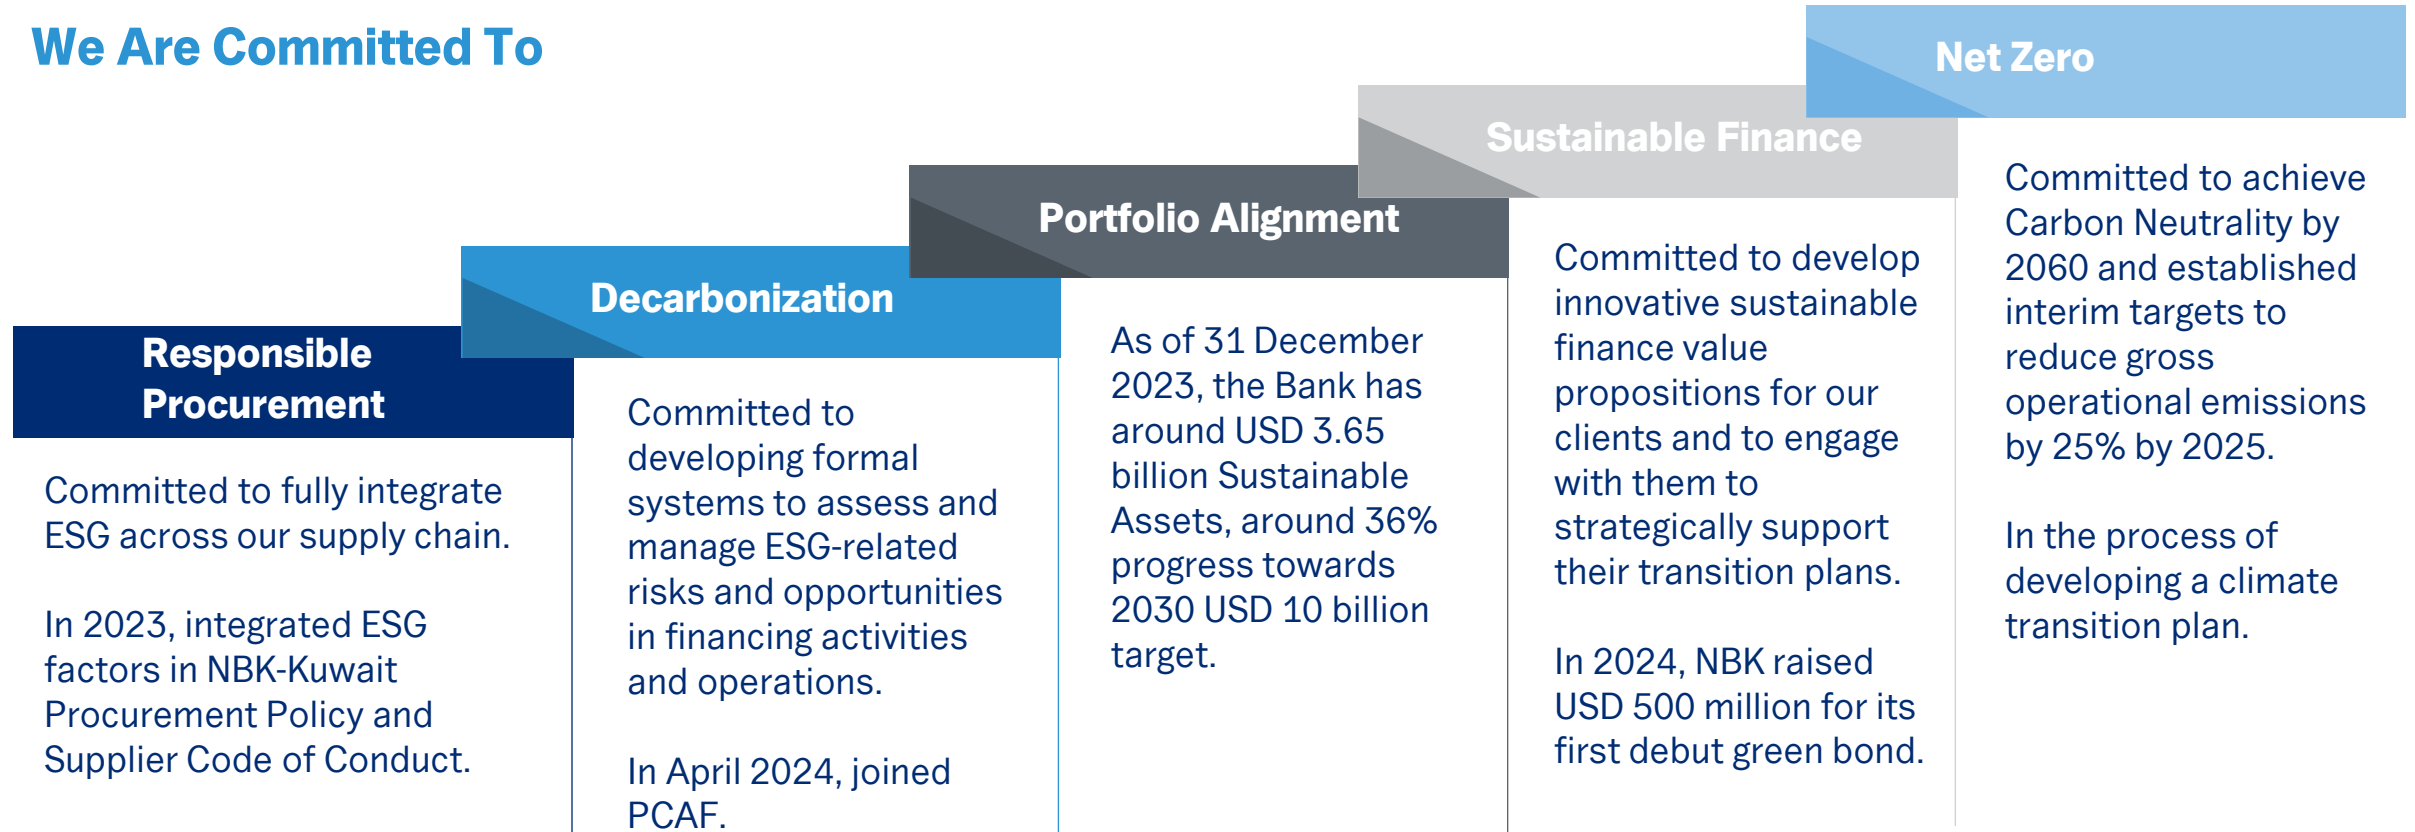 We Are Committed To
Responsible
Procurement
Committed to fully integrate
ESG across our supply chain.
In 2023, integrated ESG
factors in NBK-Kuwait
Procurement Policy and
Supplier Code of Conduct.
Decarbonization
Committed to
developing formal
systems to assess and
manage ESG-related
risks and opportunities
in financing activities
and operations.
In April 2024, joined
PCAF.
Portfolio Alignment
As of 31 December
2023, the Bank has
around USD 3.65
billion Sustainable
Assets, around 36%
progress towards
2030 USD 10 billion
target.
Sustainable Finance
Committed to develop
innovative sustainable
finance value
propositions for our
clients and to engage
with them to
strategically support
their transition plans.
In 2024, NBK raised
USD 500 million for its
first debut green bond.
Net Zero
Committed to achieve
Carbon Neutrality by
2060 and established
interim targets to
reduce gross
operational emissions
by 25% by 2025.
In the process of
developing a climate
transition plan.